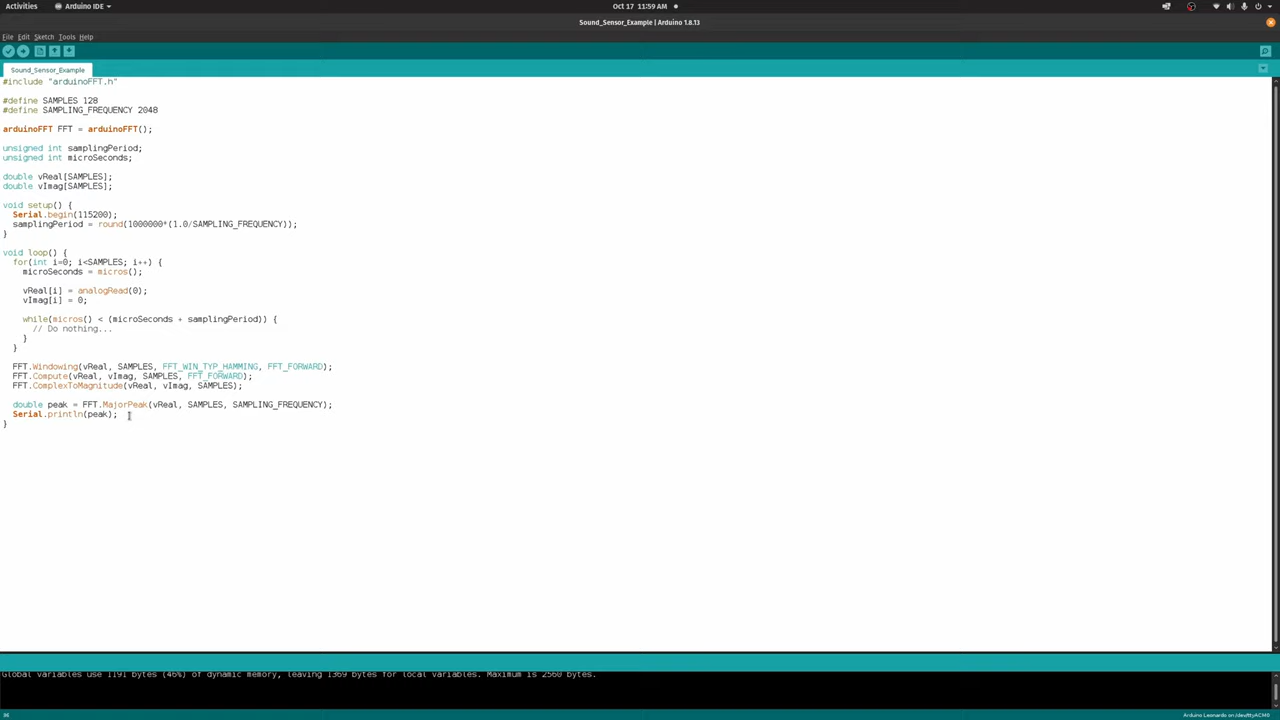 Activities
Arduino IDE
Oct 17 11:59 AM
Sound_Sensor_Example | Arduino 1.8.13
File Edit Sketch Tools Help
Sound_Sensor_Example
#include "arduinoFFT.h"
#define SAMPLES 128
#define SAMPLING_FREQUENCY 2048
arduinoFFT FFT = arduinoFFT();
unsigned int samplingPeriod;
unsigned int microSeconds;
double vReal[SAMPLES];
double vImag[SAMPLES];
void setup() {
Serial.begin(115200);
samplingPeriod = round(1000000*(1.0/SAMPLING_FREQUENCY));
}
void loop() {
for(int i=0; i<SAMPLES; i++) {
microSeconds = micros();
vReal[i] = analogRead(0);
vImag[i] = 0;
while(micros() < (microSeconds + samplingPeriod)) {
// Do nothing...
}
}
FFT.Windowing(vReal, SAMPLES, FFT_WIN_TYP_HAMMING, FFT_FORWARD);
FFT.Compute(vReal, vImag, SAMPLES, FFT_FORWARD);
FFT.ComplexToMagnitude(vReal, vImag, SAMPLES);
double peak = FFT.MajorPeak(vReal, SAMPLES, SAMPLING_FREQUENCY);
Serial.println(peak);
}
Global variables use 1191 bytes (46%) of dynamic memory, leaving 1369 bytes for local variables. Maximum is 2560 bytes.
Arduino Leonardo on /dev/ttyACM0